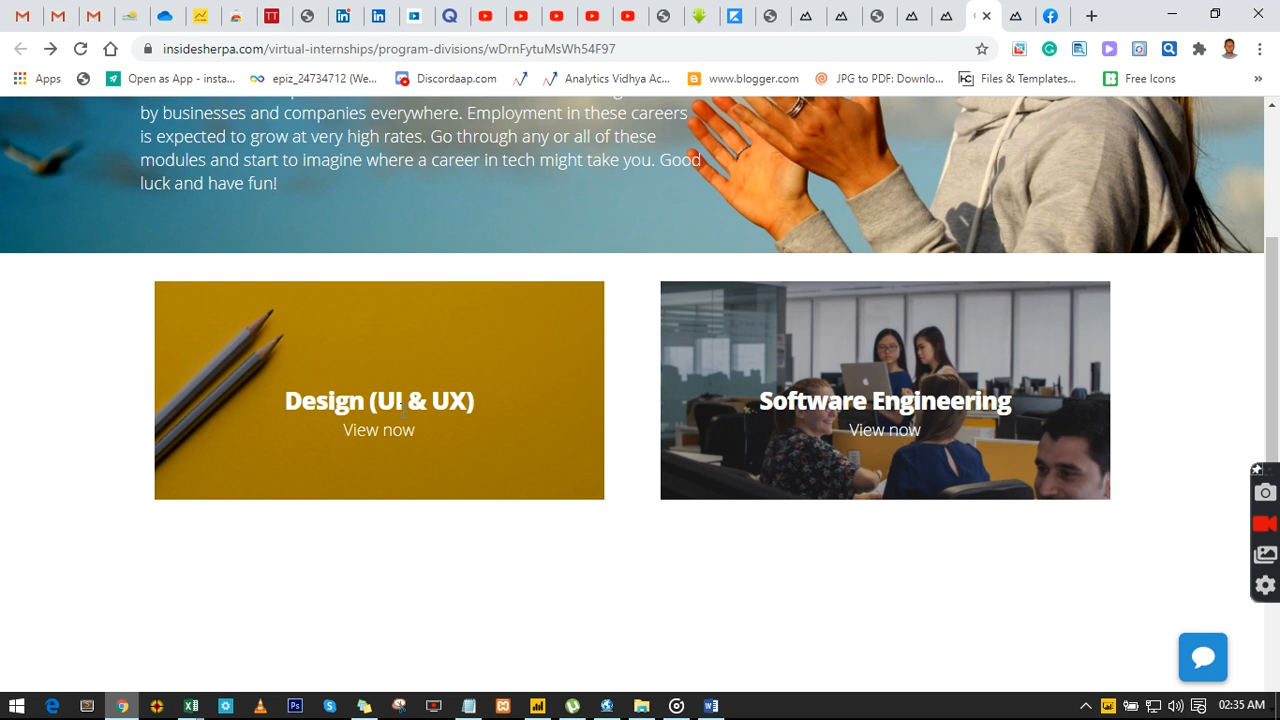 insidesherpa.com/virtual-internships/program-divisions/wDrnFytuMsWh54F97
Apps
Open as App - insta...
epiz_24734712 (We...
Discordaap.com
Analytics Vidhya Ac...
www.blogger.com
JPG to PDF: Downlo...
Files & Templates...
Free Icons
»
by businesses and companies everywhere. Employment in these careers
is expected to grow at very high rates. Go through any or all of these
modules and start to imagine where a career in tech might take you. Good
luck and have fun!
Design (UI & UX)
View now
Software Engineering
View now
02:35 AM